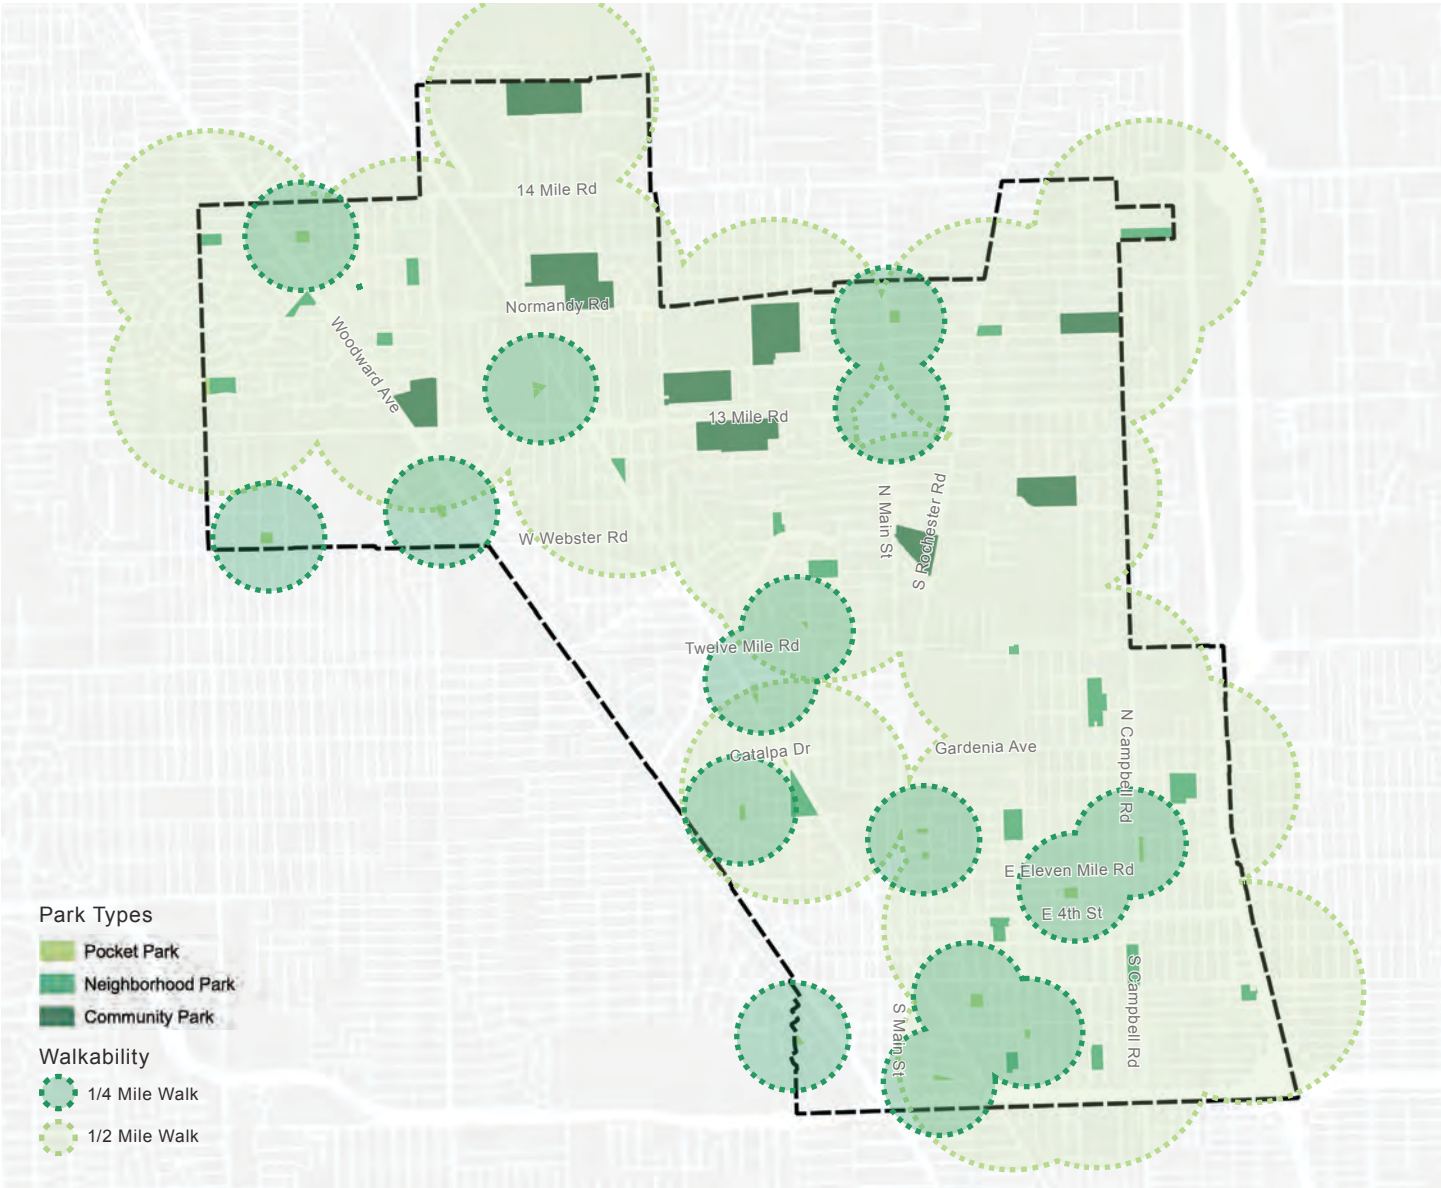 14 Mile Rd
Normandy Rd
Woodward Ave
13 Mile Rd
N Main St
S Rochester Rd
W Webster Rd
Twelve Mile Rd
Catalpa Dr
Gardenia Ave
N Campbell Rd
E Eleven Mile Rd
E 4th St
S Campbell Rd
S Main St
Park Types
Pocket Park
Neighborhood Park
Community Park
Walkability
1/4 Mile Walk
1/2 Mile Walk